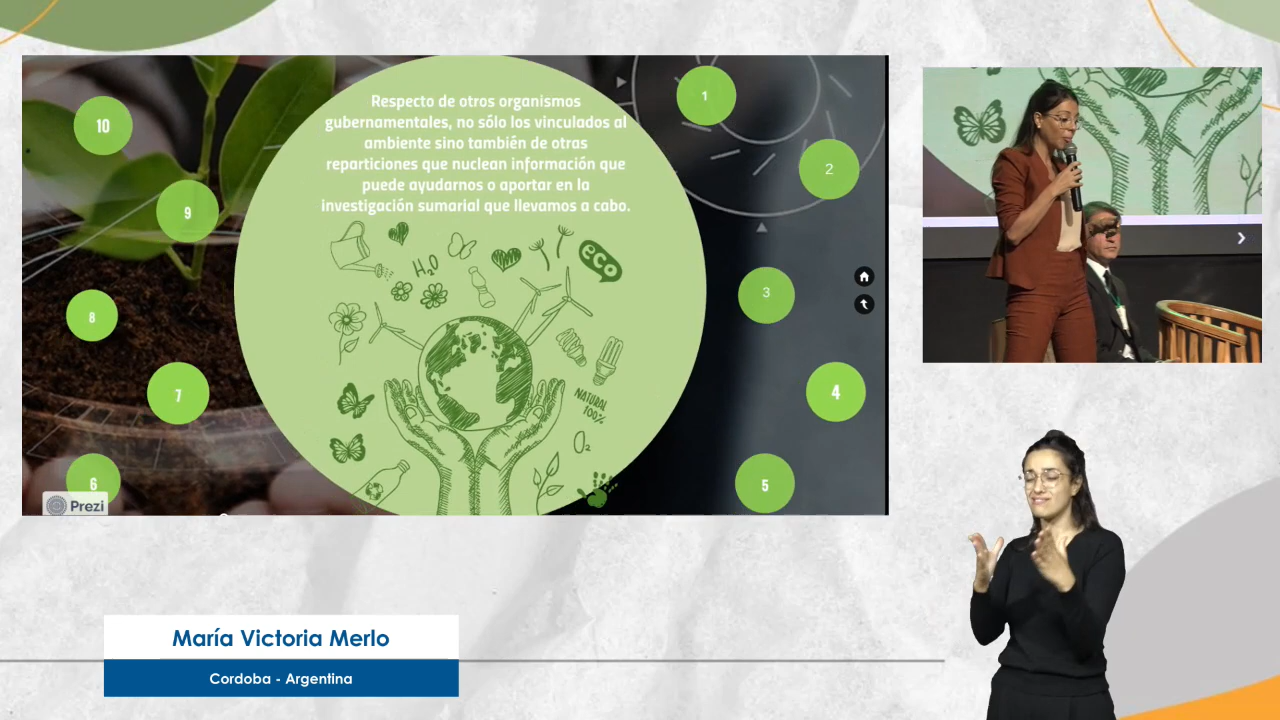 Respecto de otros organismos
gubernamentales, no sólo los vinculados al
ambiente sino también de otras
reparticiones que nuclean información que
puede ayudarnos o aportar en la
investigación sumarial que llevamos a cabo.
H₂O
eco
NATURAL
100%
O₂
1
2
3
4
5
6
7
8
9
10
Prezi
María Victoria Merlo
Cordoba - Argentina